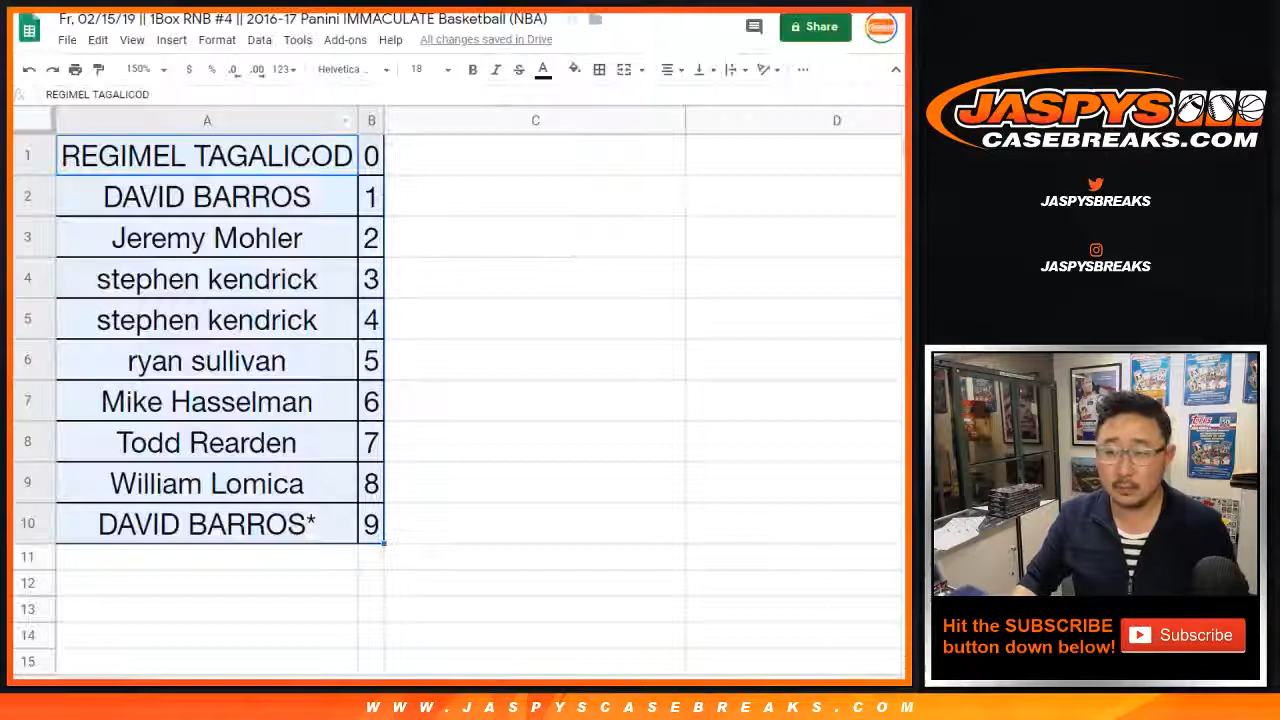 Fr, 02/15/19 || 1Box RNB #4 || 2016-17 Panini IMMACULATE Basketball (NBA)
File Edit View Insert Format Data Tools Add-ons Help All changes saved in Drive
Share
150% $ % .0 .00 123 Helvetica ... 18 B I S A
fx REGIMEL TAGALICOD
A B C D
1 REGIMEL TAGALICOD 0
2 DAVID BARROS 1
3 Jeremy Mohler 2
4 stephen kendrick 3
5 stephen kendrick 4
6 ryan sullivan 5
7 Mike Hasselman 6
8 Todd Rearden 7
9 William Lomica 8
10 DAVID BARROS* 9
11
12
13
14
15
JASPYS
CASEBREAKS.COM
JASPYSBREAKS
JASPYSBREAKS
Hit the SUBSCRIBE
button down below!
Subscribe
WWW.JASPYSCASEBREAKS.COM